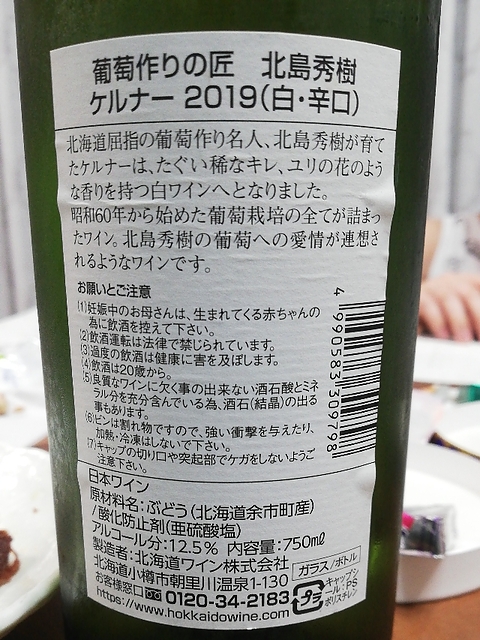 葡萄作りの匠　北島秀樹
ケルナー 2019(白・辛口)
北海道屈指の葡萄作り名人、北島秀樹が育て
たケルナーは、たぐい稀なキレ、ユリの花のよう
な香りを持つ白ワインへとなりました。
昭和60年から始めた葡萄栽培の全てが詰まっ
たワイン。北島秀樹の葡萄への愛情が連想さ
れるようなワインです。
お願いとご注意
(1)妊娠中のお母さんは、生まれてくる赤ちゃんの
為に飲酒を控えて下さい。
(2)飲酒運転は法律で禁じられています。
(3)過度の飲酒は健康に害を及ぼします。
(4)飲酒は20歳から。
(5)良質なワインに欠く事の出来ない酒石酸とミネ
ラル分を充分含んでいる為、酒石(結晶)の出る
事もあります。
(6)ビンは割れ物ですので、強い衝撃を与えたり、
加熱・冷凍はしないで下さい。
(7)キャップの切り口や突起部でケガをしないようご
注意下さい。
4 990583 309798
日本ワイン
原材料名:ぶどう(北海道余市町産)
/酸化防止剤(亜硫酸塩)
アルコール分:12.5% 内容量:750mℓ
製造者:北海道ワイン株式会社
北海道小樽市朝里川温泉1-130
お客様窓口 0120-34-2183
https://www.hokkaidowine.com
ガラス/ボトル
プラ
キャップシ
ール:PS
ポリスチレン